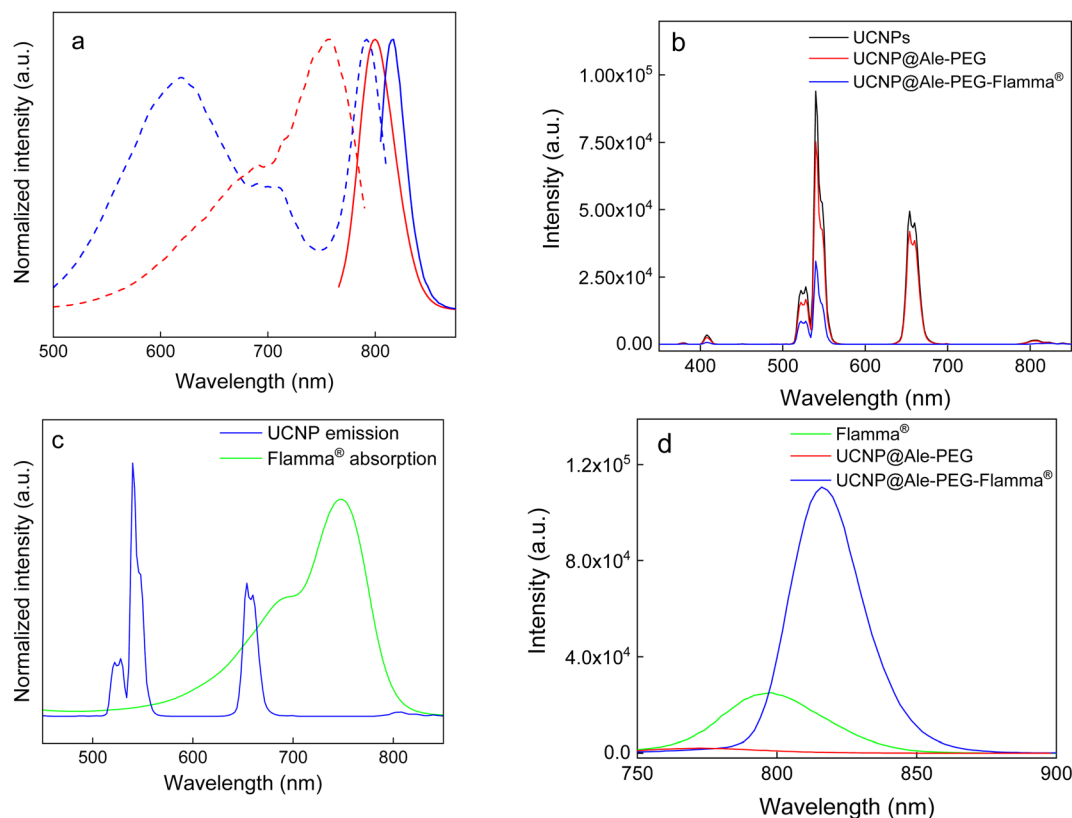 a
Normalized intensity (a.u.)
500
600
700
800
Wavelength (nm)
b
UCNPs
UCNP@Ale-PEG
UCNP@Ale-PEG-Flamma®
Intensity (a.u.)
1.00x10⁵
7.50x10⁴
5.00x10⁴
2.50x10⁴
0.00
400
500
600
700
800
Wavelength (nm)
c
UCNP emission
Flamma® absorption
Normalized intensity (a.u.)
500
600
700
800
Wavelength (nm)
d
Flamma®
UCNP@Ale-PEG
UCNP@Ale-PEG-Flamma®
Intensity (a.u.)
1.2x10⁵
8.0x10⁴
4.0x10⁴
0.0
750
800
850
900
Wavelength (nm)